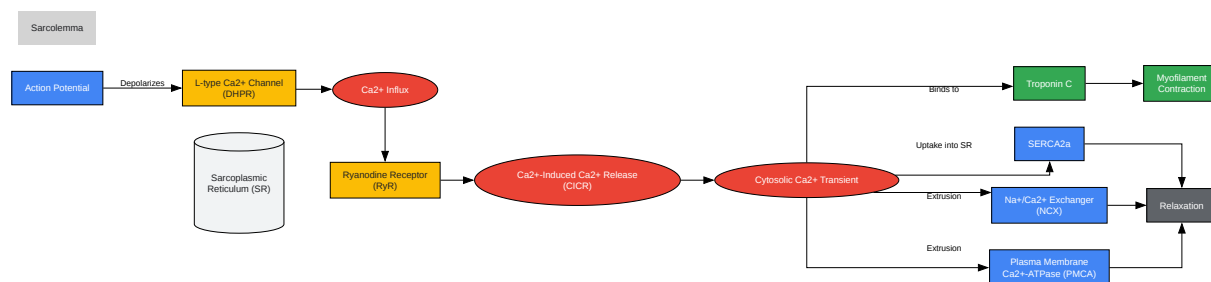 Sarcolemma
Action Potential
Depolarizes
L-type Ca2+ Channel
(DHPR)
Ca2+ Influx
Sarcoplasmic
Reticulum (SR)
Ryanodine Receptor
(RyR)
Ca2+-Induced Ca2+ Release
(CICR)
Cytosolic Ca2+ Transient
Binds to
Troponin C
Myofilament
Contraction
Uptake into SR
SERCA2a
Extrusion
Na+/Ca2+ Exchanger
(NCX)
Relaxation
Extrusion
Plasma Membrane
Ca2+-ATPase (PMCA)